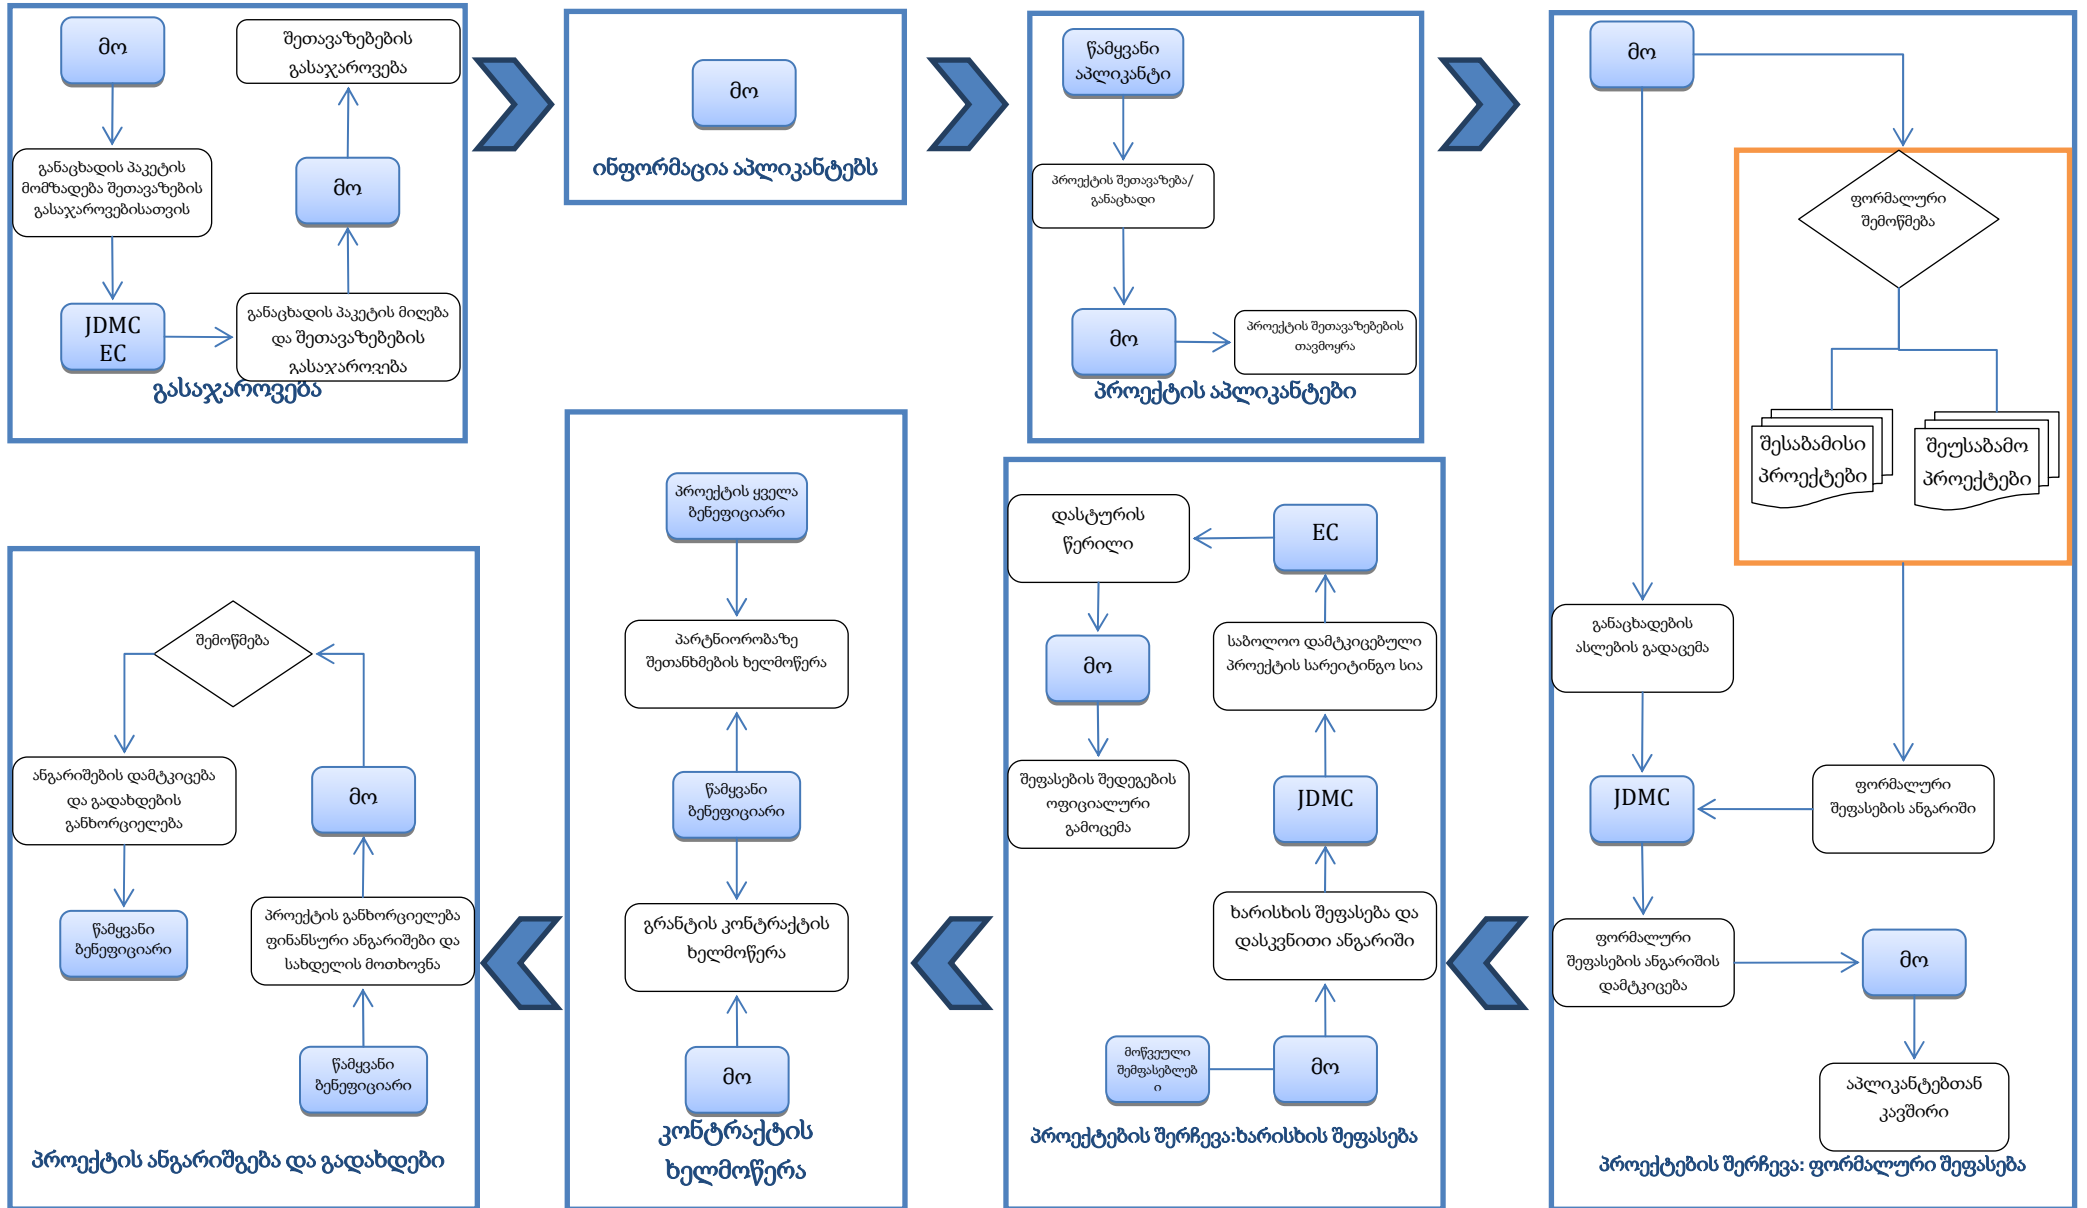 მო
განაცხადის პაკეტის
მომზადება შეთავაზების
გასაჯაროვებისათვის
JDMC
EC
განაცხადის პაკეტის მიღება
და შეთავაზებების
გასაჯაროვება
მო
შეთავაზებების
გასაჯაროვება
გასაჯაროვება
მო
ინფორმაცია აპლიკანტებს
წამყვანი
აპლიკანტი
პროექტის შეთავაზება/
განაცხადი
მო
პროექტის შეთავაზებების
თავმოყრა
პროექტის აპლიკანტები
მო
ფორმალური
შემოწმება
შესაბამისი
პროექტები
შეუსაბამო
პროექტები
განაცხადების
ასლების გადაცემა
JDMC
ფორმალური
შეფასების ანგარიში
ფორმალური
შეფასების ანგარიშის
დამტკიცება
მო
აპლიკანტებთან
კავშირი
პროექტების შერჩევა: ფორმალური შეფასება
დასტურის
წერილი
EC
მო
საბოლოო დამტკიცებული
პროექტის სარეიტინგო სია
შეფასების შედეგების
ოფიციალური
გამოცემა
JDMC
ხარისხის შეფასება და
დასკვნითი ანგარიში
მოწვეული
შემფასებლებ
ი
მო
პროექტების შერჩევა:ხარისხის შეფასება
პროექტის ყველა
ბენეფიციარი
პარტნიორობაზე
შეთანხმების ხელმოწერა
წამყვანი
ბენეფიციარი
გრანტის კონტრაქტის
ხელმოწერა
მო
კონტრაქტის
ხელმოწერა
შემოწმება
ანგარიშების დამტკიცება
და გადახდების
განხორციელება
მო
წამყვანი
ბენეფიციარი
პროექტის განხორციელება
ფინანსური ანგარიშები და
სახდელის მოთხოვნა
წამყვანი
ბენეფიციარი
პროექტის ანგარიშგება და გადახდები